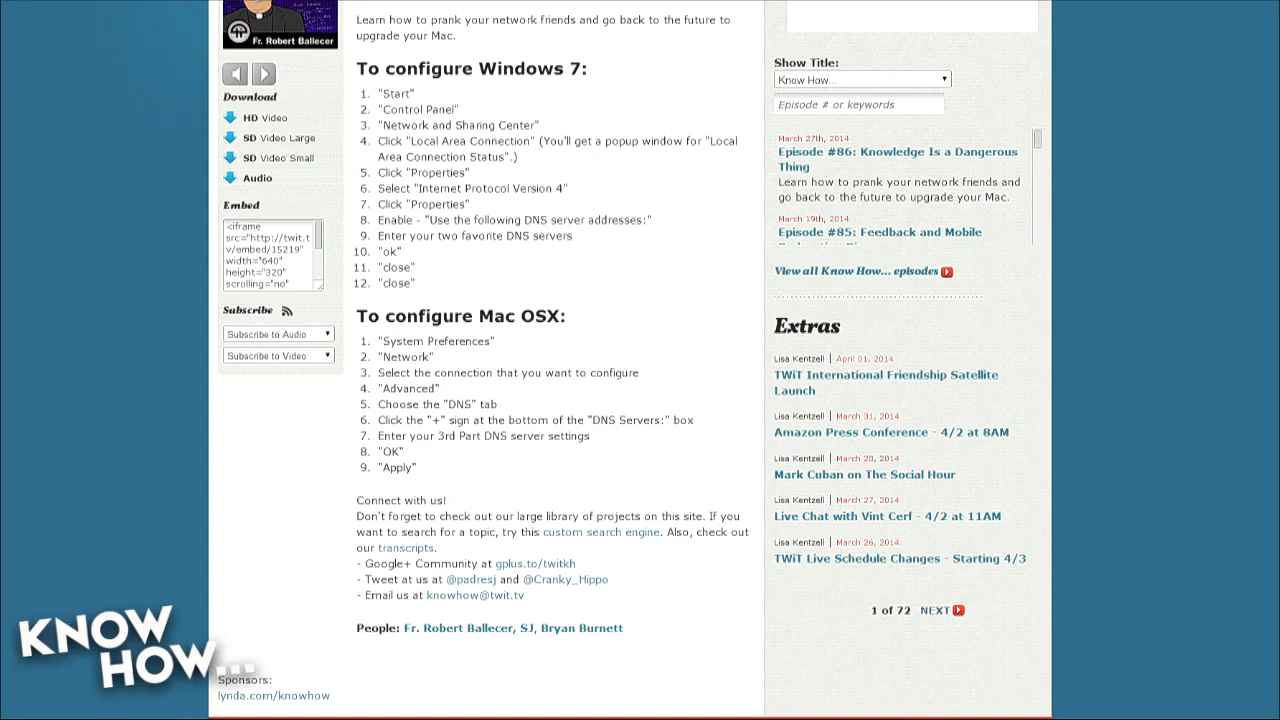 Fr. Robert Ballecer
Download
HD Video
SD Video Large
SD Video Small
Audio
Embed
<iframe
src="http://twit.t
v/embed/15219"
width="640"
height="320"
scrolling="no"
Subscribe
Subscribe to Audio
Subscribe to Video
Learn how to prank your network friends and go back to the future to
upgrade your Mac.
To configure Windows 7:
1. "Start"
2. "Control Panel"
3. "Network and Sharing Center"
4. Click "Local Area Connection" (You'll get a popup window for "Local
Area Connection Status".)
5. Click "Properties"
6. Select "Internet Protocol Version 4"
7. Click "Properties"
8. Enable - "Use the following DNS server addresses:"
9. Enter your two favorite DNS servers
10. "ok"
11. "close"
12. "close"
To configure Mac OSX:
1. "System Preferences"
2. "Network"
3. Select the connection that you want to configure
4. "Advanced"
5. Choose the "DNS" tab
6. Click the "+" sign at the bottom of the "DNS Servers:" box
7. Enter your 3rd Part DNS server settings
8. "OK"
9. "Apply"
Connect with us!
Don't forget to check out our large library of projects on this site. If you
want to search for a topic, try this custom search engine. Also, check out
our transcripts.
- Google+ Community at gplus.to/twitkh
- Tweet at us at @padresj and @Cranky_Hippo
- Email us at knowhow@twit.tv
People: Fr. Robert Ballecer, SJ, Bryan Burnett
Show Title:
Know How...
Episode # or keywords
March 27th, 2014
Episode #86: Knowledge Is a Dangerous
Thing
Learn how to prank your network friends and
go back to the future to upgrade your Mac.
March 19th, 2014
Episode #85: Feedback and Mobile
View all Know How... episodes
Extras
Lisa Kentzell | April 01, 2014
TWiT International Friendship Satellite
Launch
Lisa Kentzell | March 31, 2014
Amazon Press Conference - 4/2 at 8AM
Lisa Kentzell | March 28, 2014
Mark Cuban on The Social Hour
Lisa Kentzell | March 27, 2014
Live Chat with Vint Cerf - 4/2 at 11AM
Lisa Kentzell | March 26, 2014
TWiT Live Schedule Changes - Starting 4/3
1 of 72 NEXT
KNOW
HOW...
Sponsors:
lynda.com/knowhow